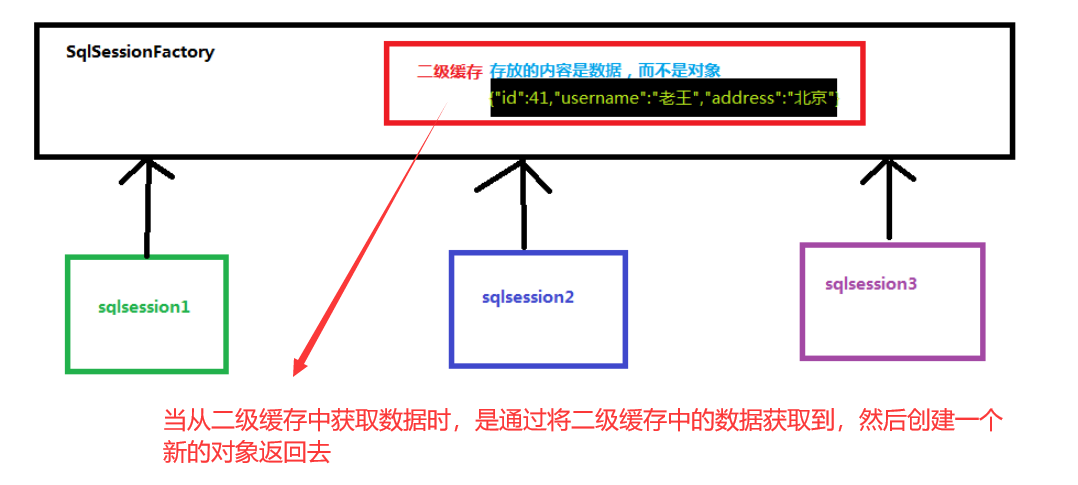 SqlSessionFactory
二级缓存 存放的内容是数据，而不是对象
{"id":41,"username":"老王","address":"北京"}
sqlsession1
sqlsession2
sqlsession3
当从二级缓存中获取数据时，是通过将二级缓存中的数据获取到，然后创建一个
新的对象返回去